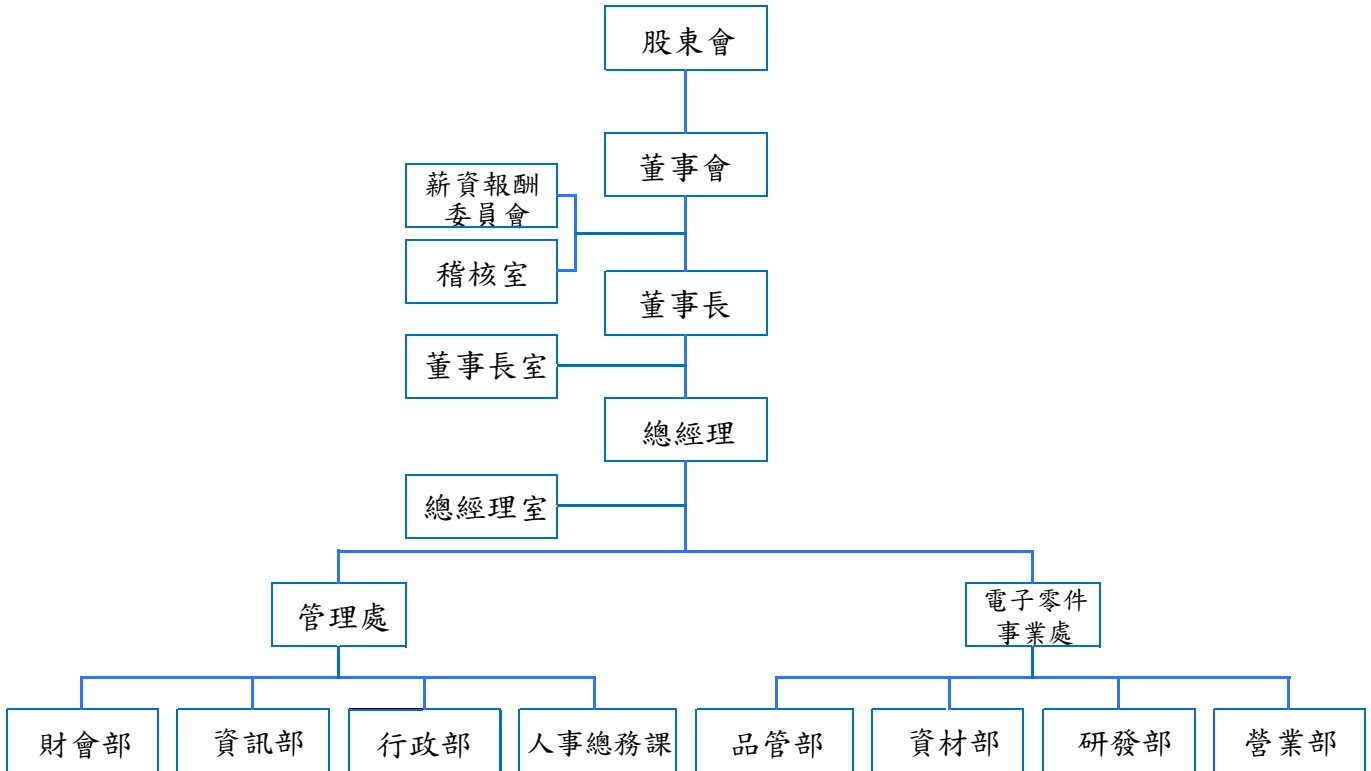 股東會
董事會
薪資報酬
委員會
稽核室
董事長
董事長室
總經理
總經理室
管理處
電子零件
事業處
財會部
資訊部
行政部
人事總務課
品管部
資材部
研發部
營業部